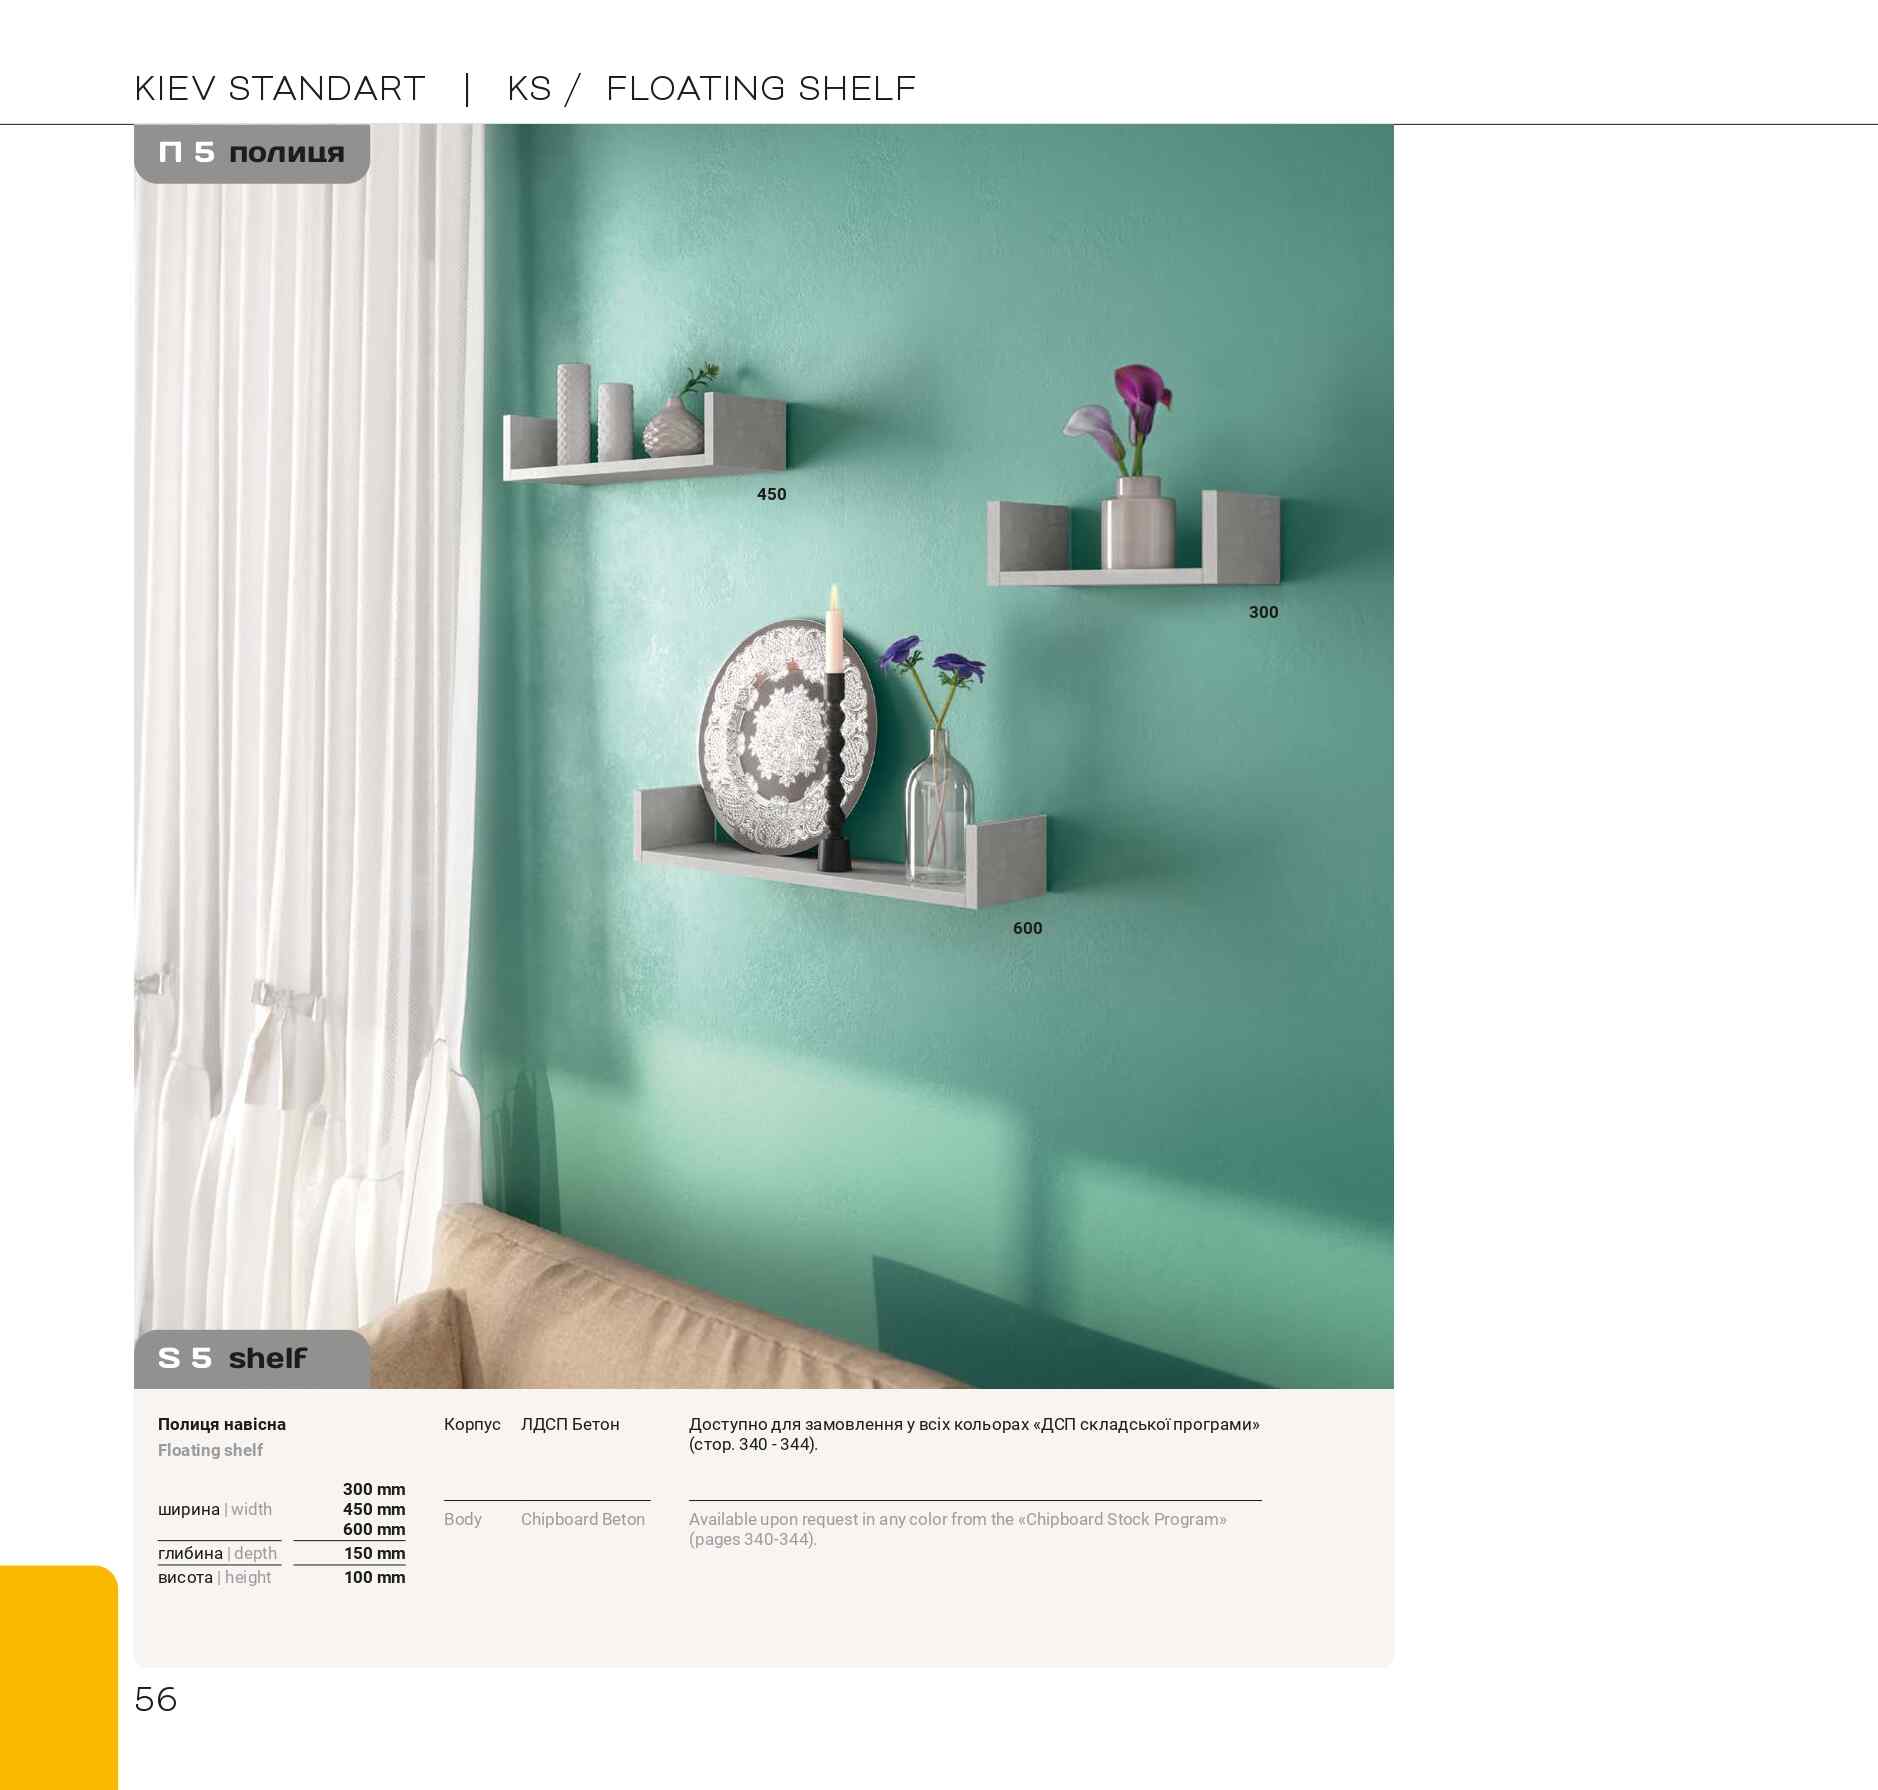 KIEV STANDART | KS / FLOATING SHELF
П 5 полиця
450
300
600
S 5 shelf
Полиця навісна
Floating shelf
300 mm
ширина | width 450 mm
600 mm
глибина | depth 150 mm
висота | height 100 mm
Корпус ЛДСП Бетон
Body Chipboard Beton
Доступно для замовлення у всіх кольорах «ДСП складської програми»
(стор. 340 - 344).
Available upon request in any color from the «Chipboard Stock Program»
(pages 340-344).
56